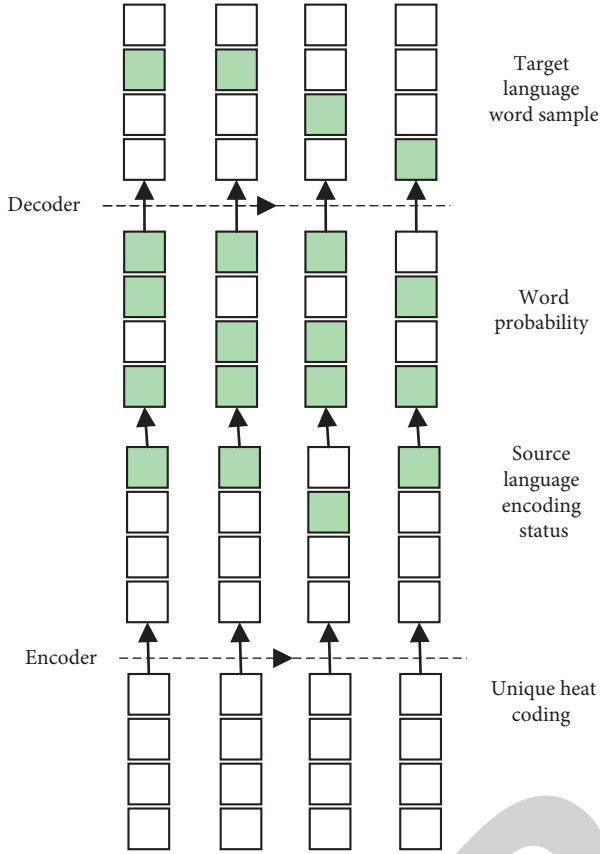 Target
language
word sample
Decoder
Word
probability
Source
language
encoding
status
Encoder
Unique heat
coding